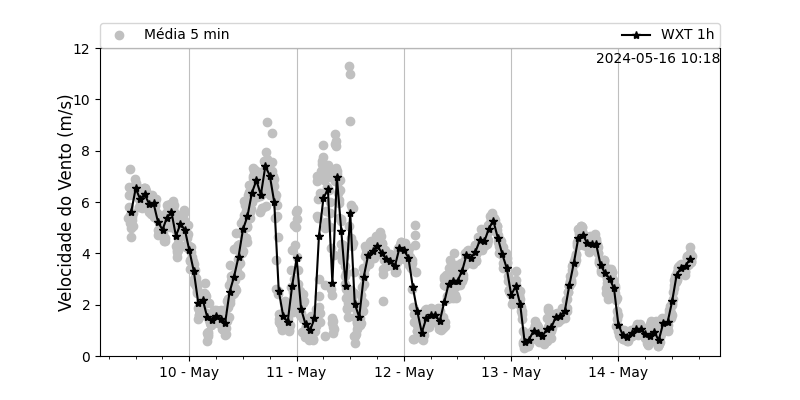 Média 5 min
WXT 1h
2024-05-16 10:18
Velocidade do Vento (m/s)
12
10
8
6
4
2
0
10 - May
11 - May
12 - May
13 - May
14 - May